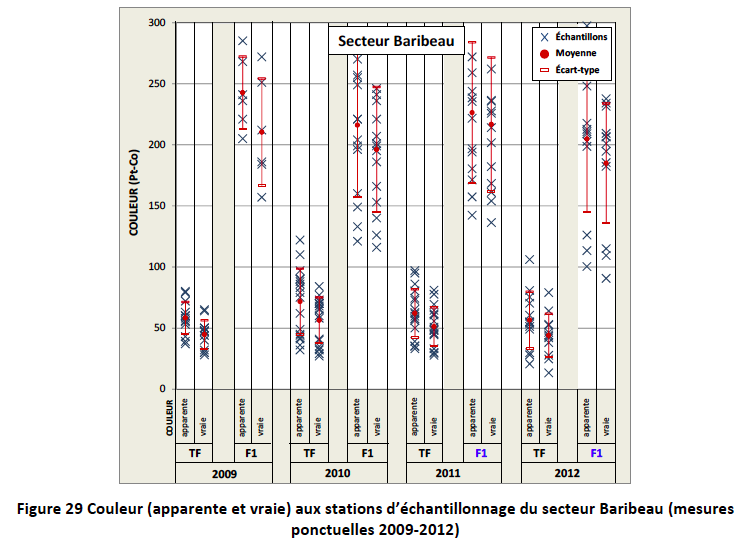 Secteur Baribeau
Échantillons
Moyenne
Écart-type
COULEUR (Pt-Co)
300
250
200
150
100
50
0
COULEUR
apparente vraie apparente vraie apparente vraie apparente vraie apparente vraie apparente vraie apparente vraie apparente vraie
TF F1 TF F1 TF F1 TF F1
2009 2010 2011 2012
Figure 29 Couleur (apparente et vraie) aux stations d’échantillonnage du secteur Baribeau (mesures
ponctuelles 2009-2012)